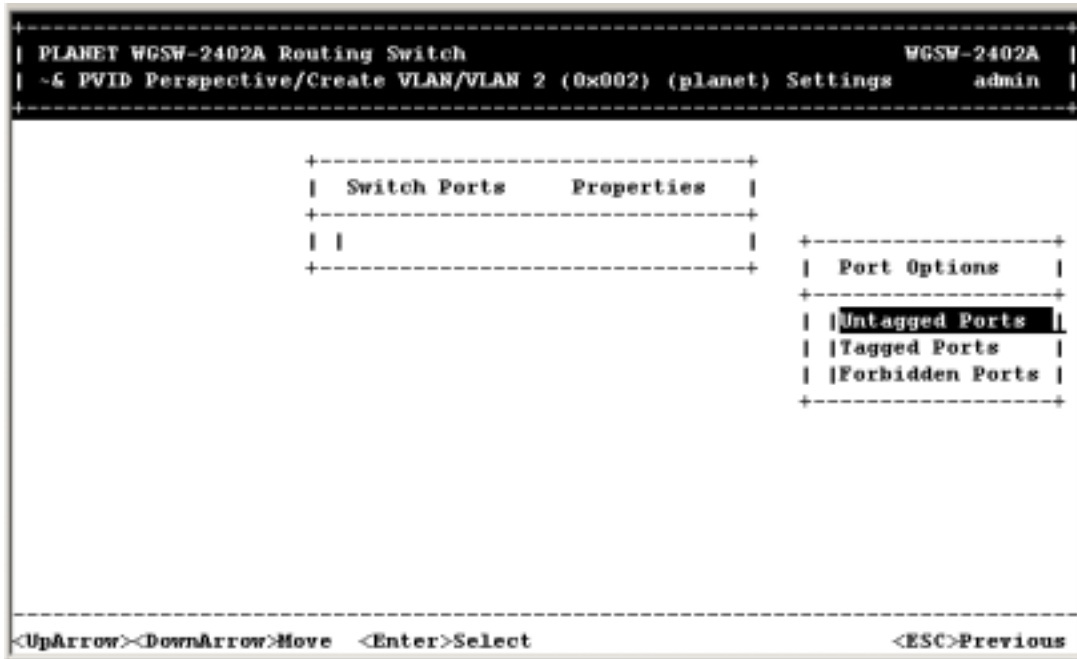 PLANET WGSW-2402A Routing Switch WGSW-2402A
~& PVID Perspective/Create VLAN/VLAN 2 (0x002) (planet) Settings admin
Switch Ports Properties
Port Options
Untagged Ports
Tagged Ports
Forbidden Ports
<UpArrow><DownArrow>Move <Enter>Select <ESC>Previous